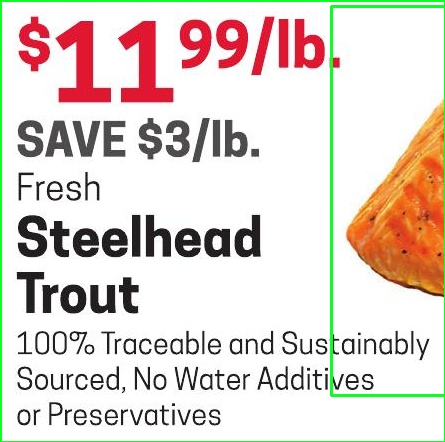 $11 99/lb.
SAVE $3/lb.
Fresh
Steelhead
Trout
100% Traceable and Sustainably
Sourced, No Water Additives
or Preservatives